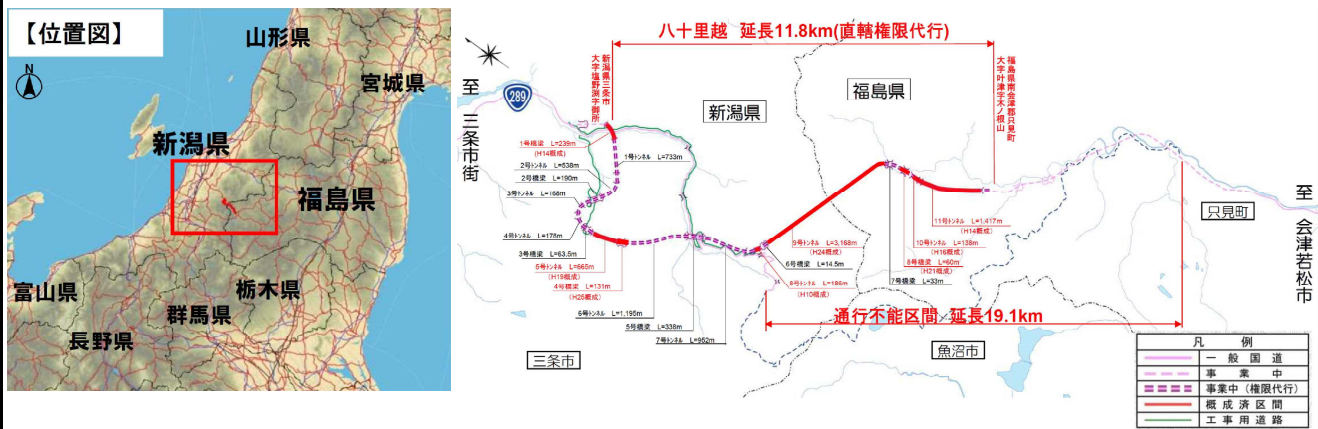 【位置図】
N
山形県
宮城県
新潟県
福島県
富山県
栃木県
群馬県
長野県
八十里越 延長11.8km(直轄権限代行)
至 三条市街
289
新潟県三条市
大字塩野渕字御所
新潟県
福島県
福島県南会津郡只見町
大字叶津字木ノ根山
至 会津若松市
只見町
1号橋梁 L=239m
(H14概成)
2号トンネル L=538m
2号橋梁 L=190m
3号トンネル L=168m
1号トンネル L=733m
4号トンネル L=178m
3号橋梁 L=63.5m
5号トンネル L=665m
(H19概成)
4号橋梁 L=131m
(H26概成)
6号トンネル L=1,195m
5号橋梁 L=338m
7号トンネル L=952m
9号トンネル L=3,168m
(H24概成)
6号橋梁 L=14.5m
8号トンネル L=186m
(H10概成)
11号トンネル L=1,417m
(H14概成)
10号トンネル L=138m
(H16概成)
8号橋梁 L=60m
(H21概成)
7号橋梁 L=33m
通行不能区間 延長19.1km
三条市
魚沼市
凡 例
一般国道
事業中
事業中(権限代行)
概成済区間
工事用道路